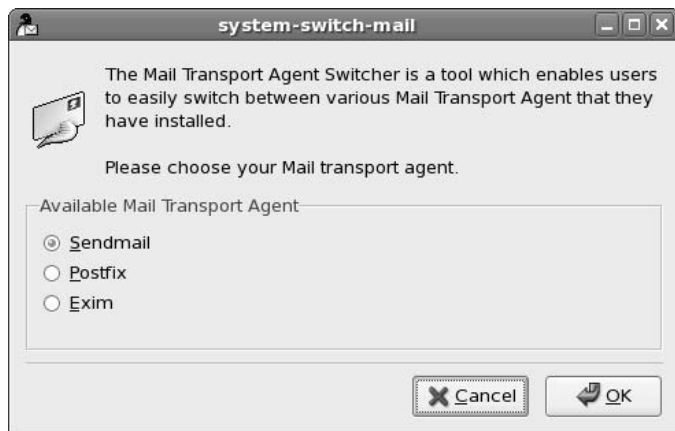 system-switch-mail
The Mail Transport Agent Switcher is a tool which enables users
to easily switch between various Mail Transport Agent that they
have installed.
Please choose your Mail transport agent.
Available Mail Transport Agent
Sendmail
Postfix
Exim
Cancel
OK